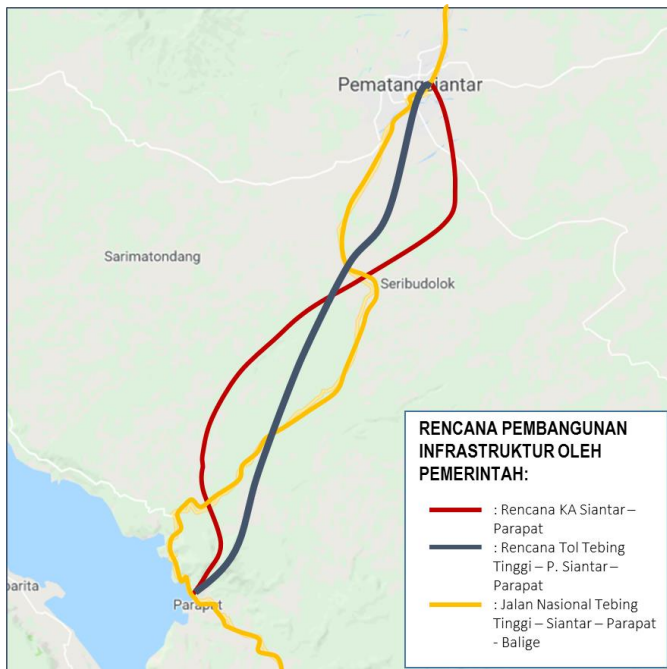 Pematangsiantar
Sarimatondang
Seribudolok
Parapat
RENCANA PEMBANGUNAN
INFRASTRUKTUR OLEH
PEMERINTAH:
: Rencana KA Siantar –
Parapat
: Rencana Tol Tebing
Tinggi – P. Siantar –
Parapat
: Jalan Nasional Tebing
Tinggi – Siantar – Parapat
- Balige